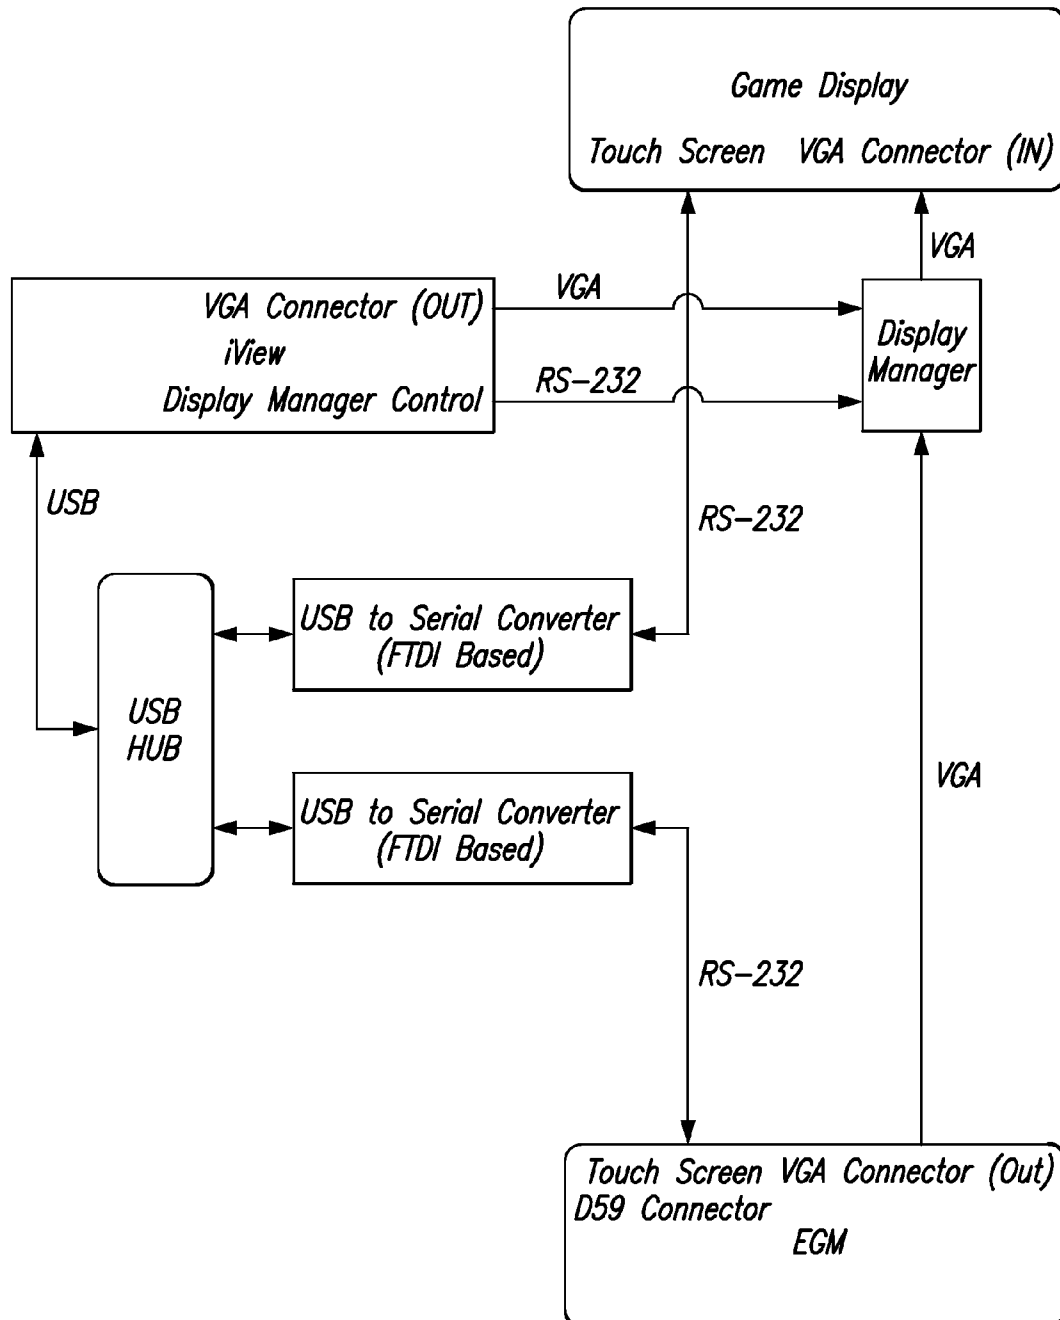 Game Display
Touch Screen VGA Connector (IN)
VGA
VGA Connector (OUT)
VGA
iView
Display Manager
Display Manager Control
RS-232
USB
RS-232
USB to Serial Converter
(FTDI Based)
USB
HUB
USB to Serial Converter
(FTDI Based)
VGA
RS-232
Touch Screen VGA Connector (Out)
D59 Connector
EGM